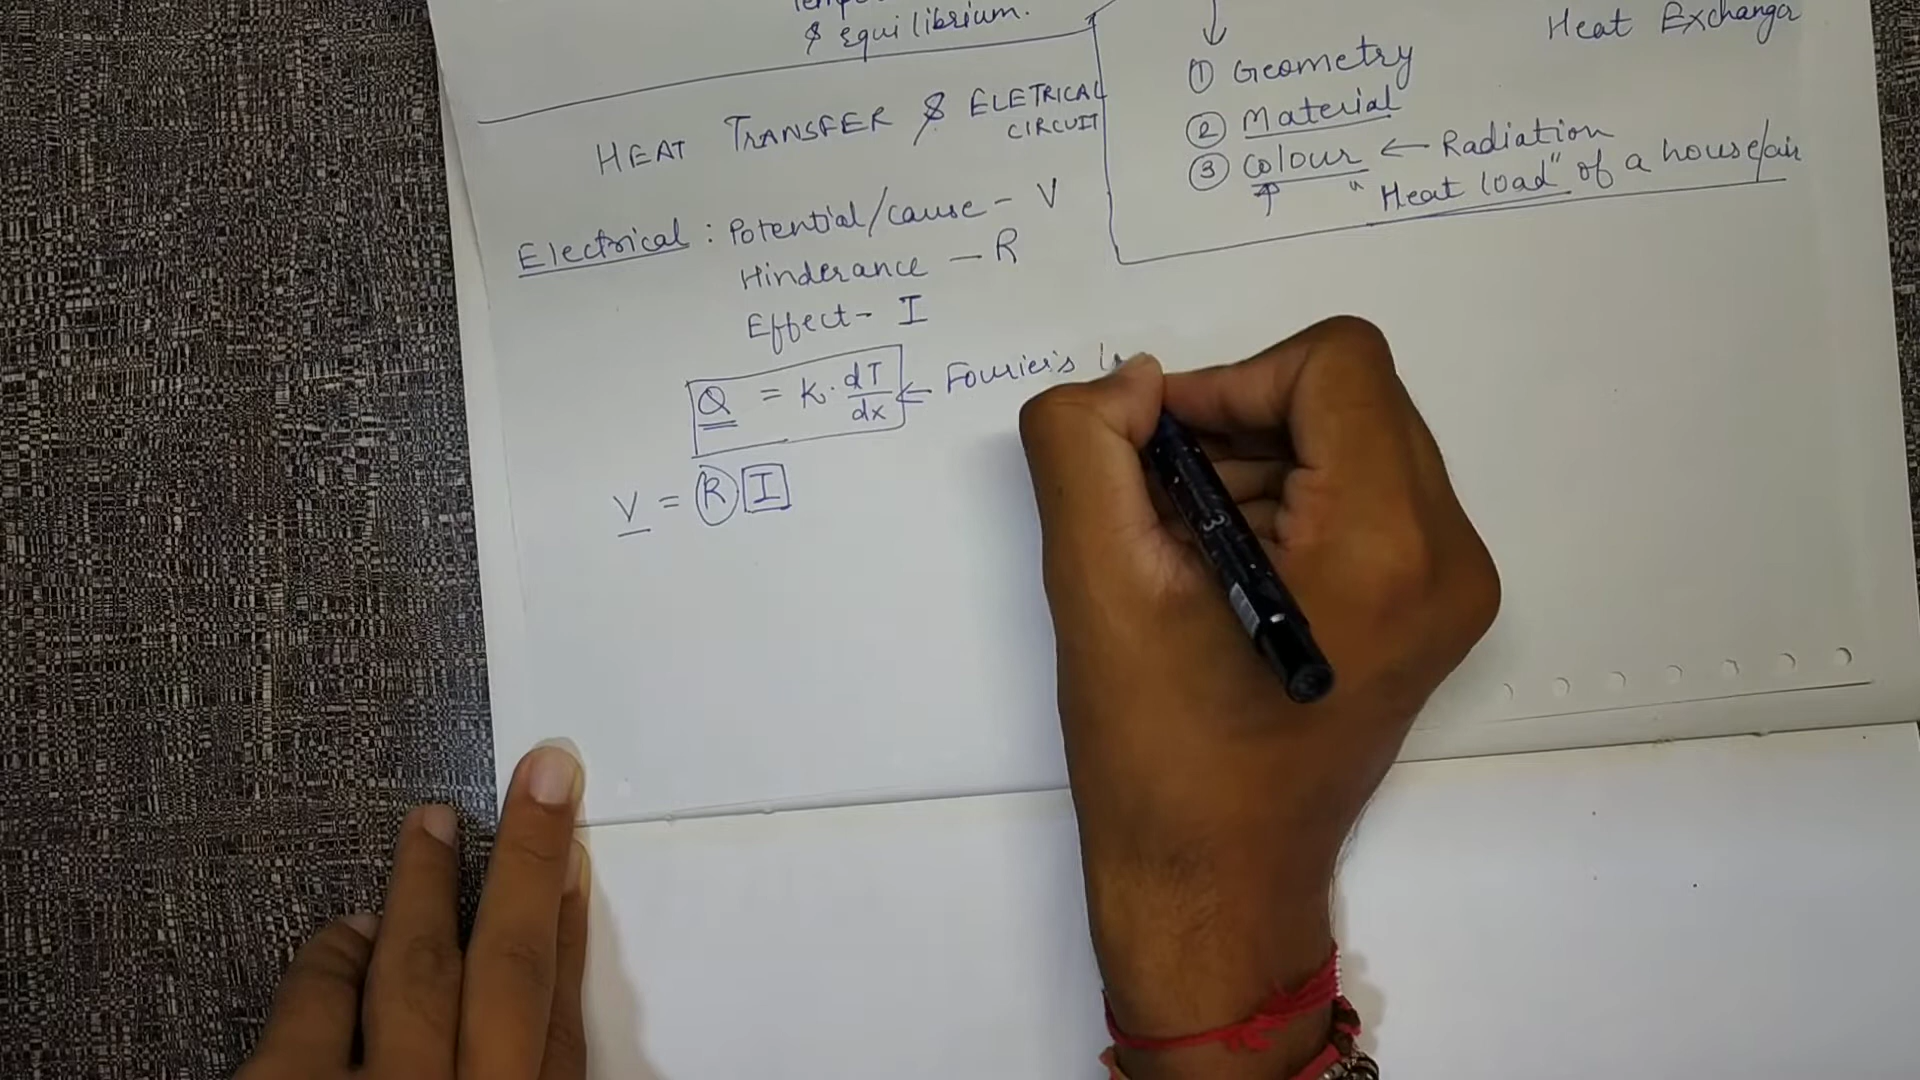 & equilibrium.
HEAT TRANSFER & ELETRICAL
CIRCUIT
Electrical : Potential/cause - V
Hinderance - R
Effect - I
Q = K. dT/dx ← Fourier's
V = R I
Heat Exchanger
① Geometry
② Material
③ Colour ← Radiation
"Heat load" of a house/air